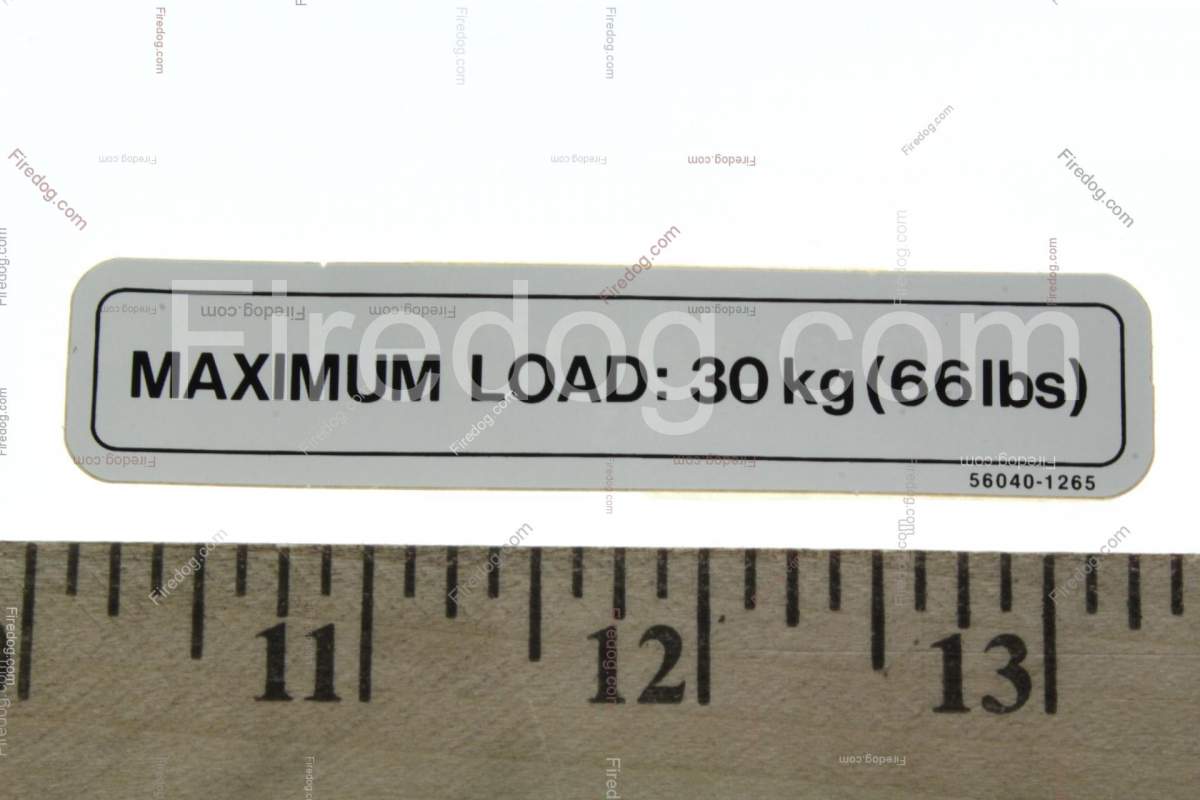 Firedog.com
MAXIMUM LOAD: 30 kg (66 lbs)
56040-1265
11 12 13